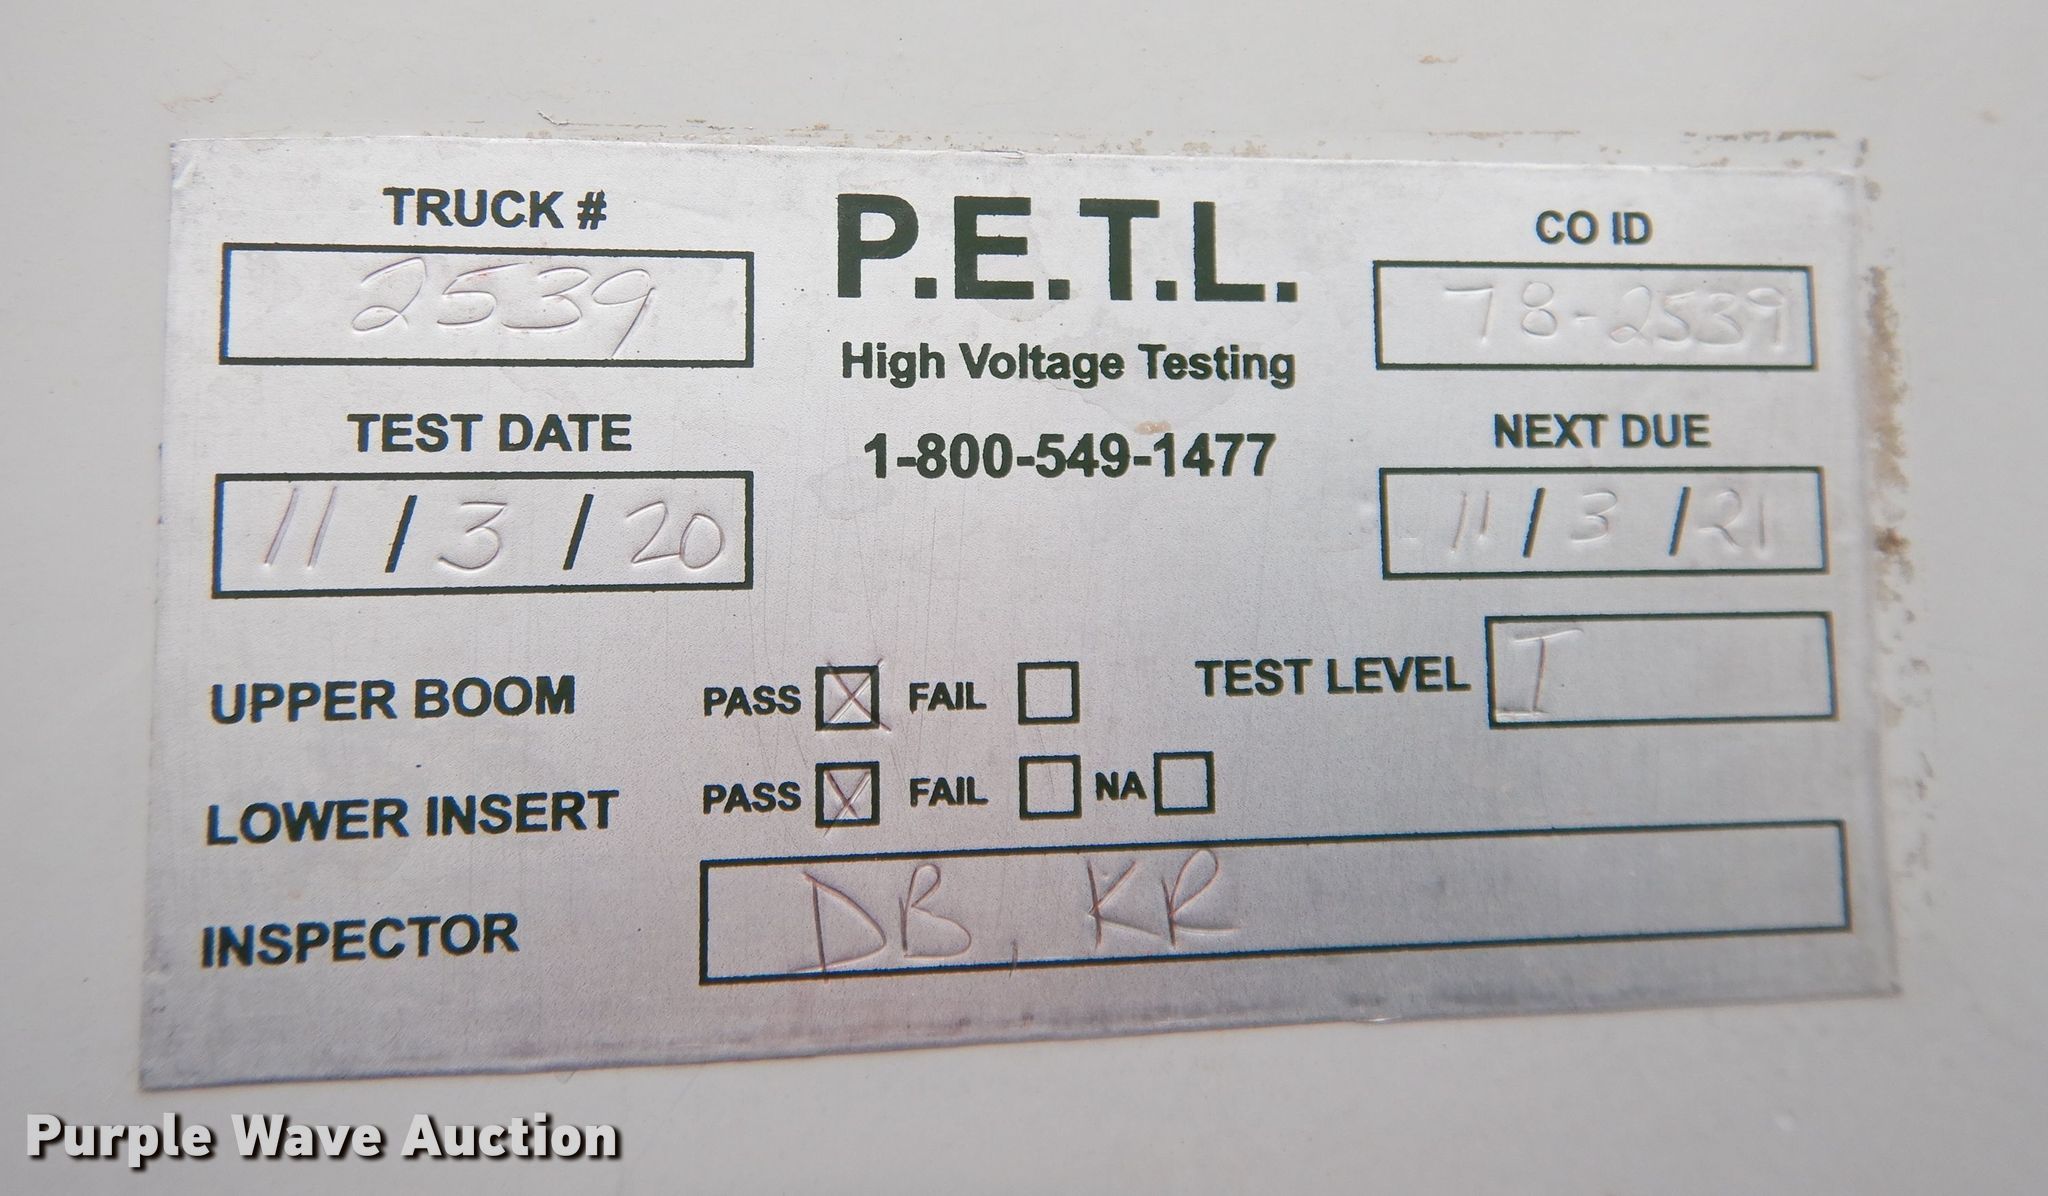 TRUCK #
2539
P.E.T.L.
High Voltage Testing
1-800-549-1477
CO ID
78-2539
TEST DATE
11/3/20
NEXT DUE
11/3/21
UPPER BOOM PASS X FAIL
TEST LEVEL I
LOWER INSERT PASS X FAIL NA
INSPECTOR DB, KR
Purple Wave Auction